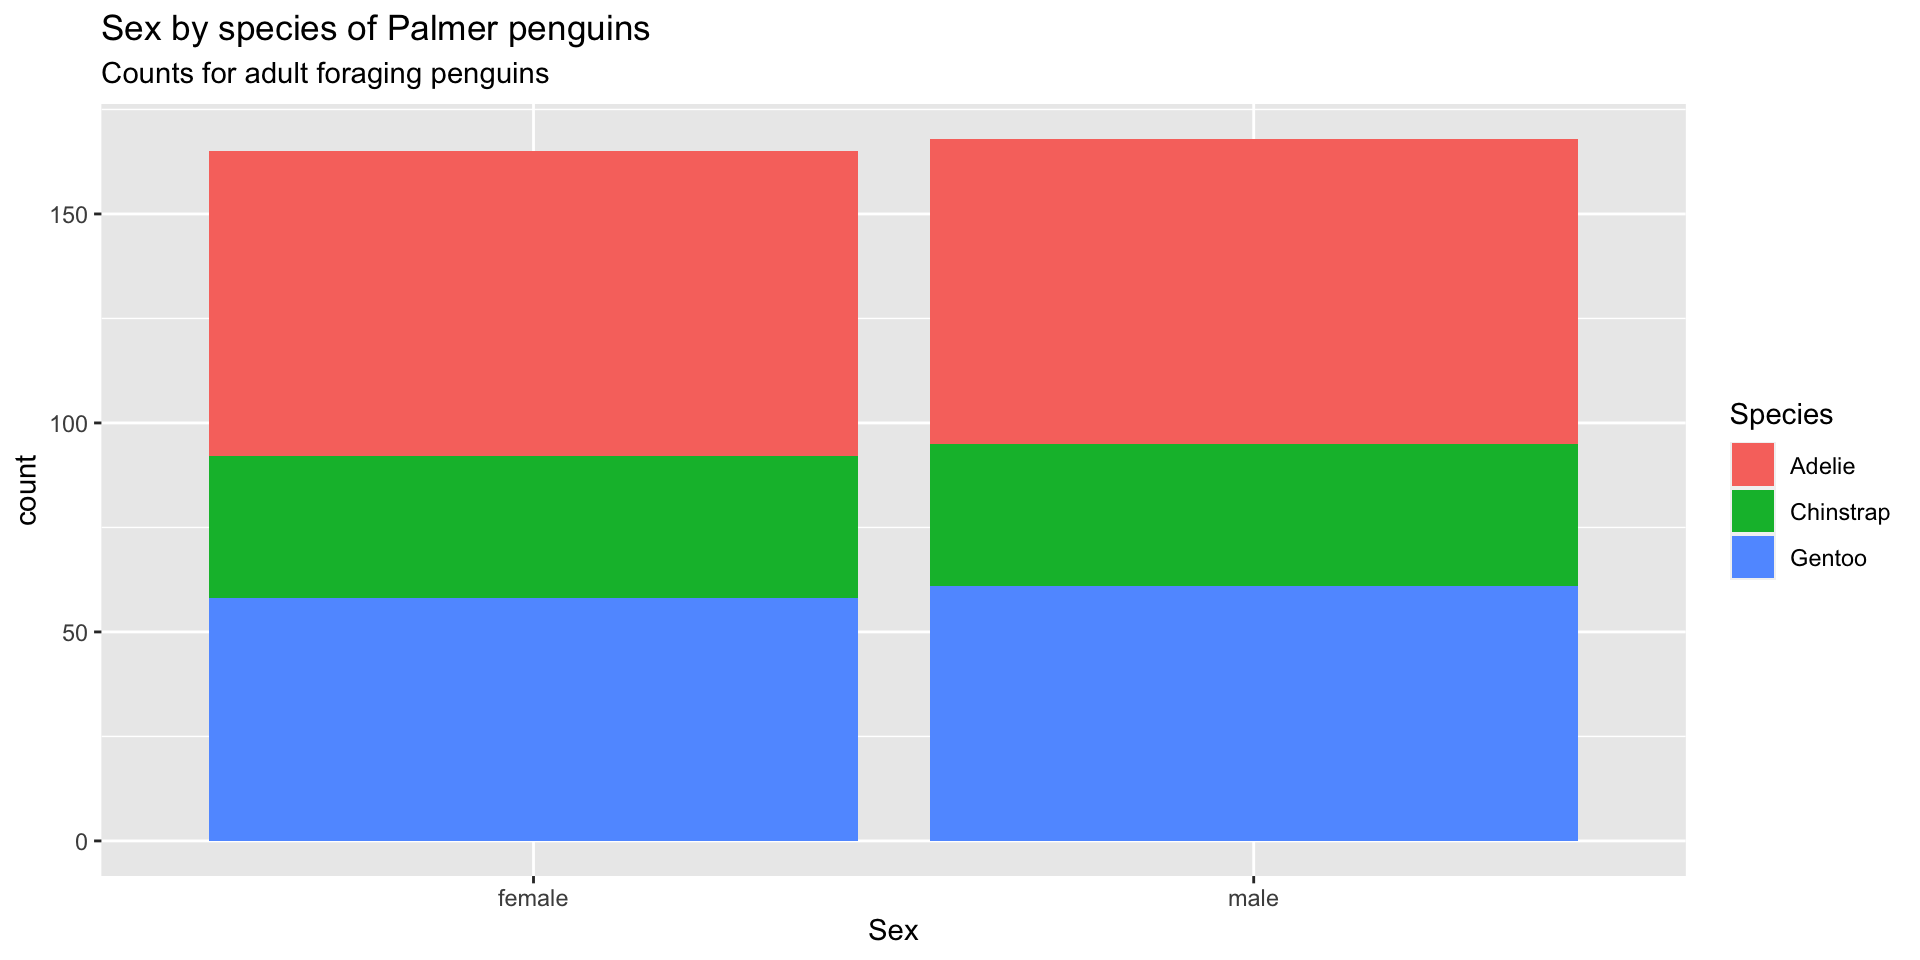 Sex by species of Palmer penguins
Counts for adult foraging penguins
150
100
50
0
count
female
male
Sex
Species
Adelie
Chinstrap
Gentoo